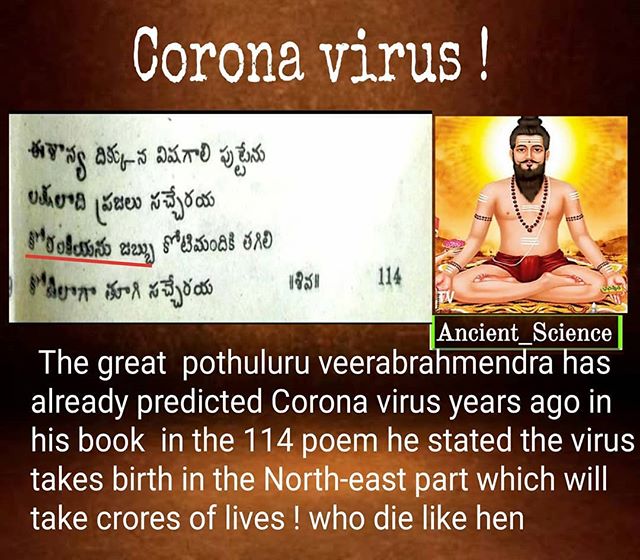 Corona virus !
ఈశాన్య దిక్కున విషగాలి పుట్టేను
లక్షలాది ప్రజలు సచ్చేరయ
కోరంకియను జబ్బు కోటిమందికి తగిలి
కోడిలాగా తూగి సచ్చేరయ ॥శివ॥ 114
TV
Ancient_Science
The great pothuluru veerabrahmendra has
already predicted Corona virus years ago in
his book in the 114 poem he stated the virus
takes birth in the North-east part which will
take crores of lives ! who die like hen